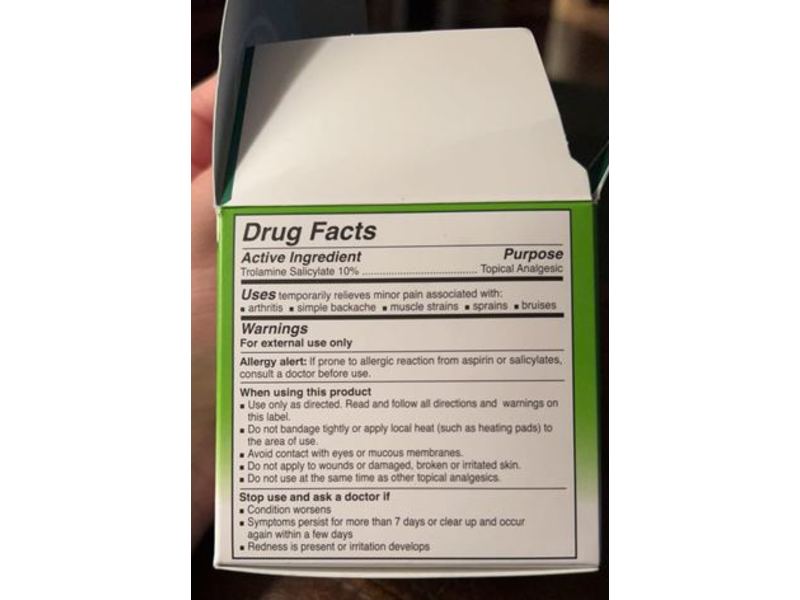 Drug Facts
Active Ingredient Purpose
Trolamine Salicylate 10% ........................................ Topical Analgesic
Uses temporarily relieves minor pain associated with:
▪ arthritis ▪ simple backache ▪ muscle strains ▪ sprains ▪ bruises
Warnings
For external use only
Allergy alert: If prone to allergic reaction from aspirin or salicylates,
consult a doctor before use.
When using this product
▪ Use only as directed. Read and follow all directions and warnings on
this label.
▪ Do not bandage tightly or apply local heat (such as heating pads) to
the area of use.
▪ Avoid contact with eyes or mucous membranes.
▪ Do not apply to wounds or damaged, broken or irritated skin.
▪ Do not use at the same time as other topical analgesics.
Stop use and ask a doctor if
▪ Condition worsens
▪ Symptoms persist for more than 7 days or clear up and occur
again within a few days
▪ Redness is present or irritation develops